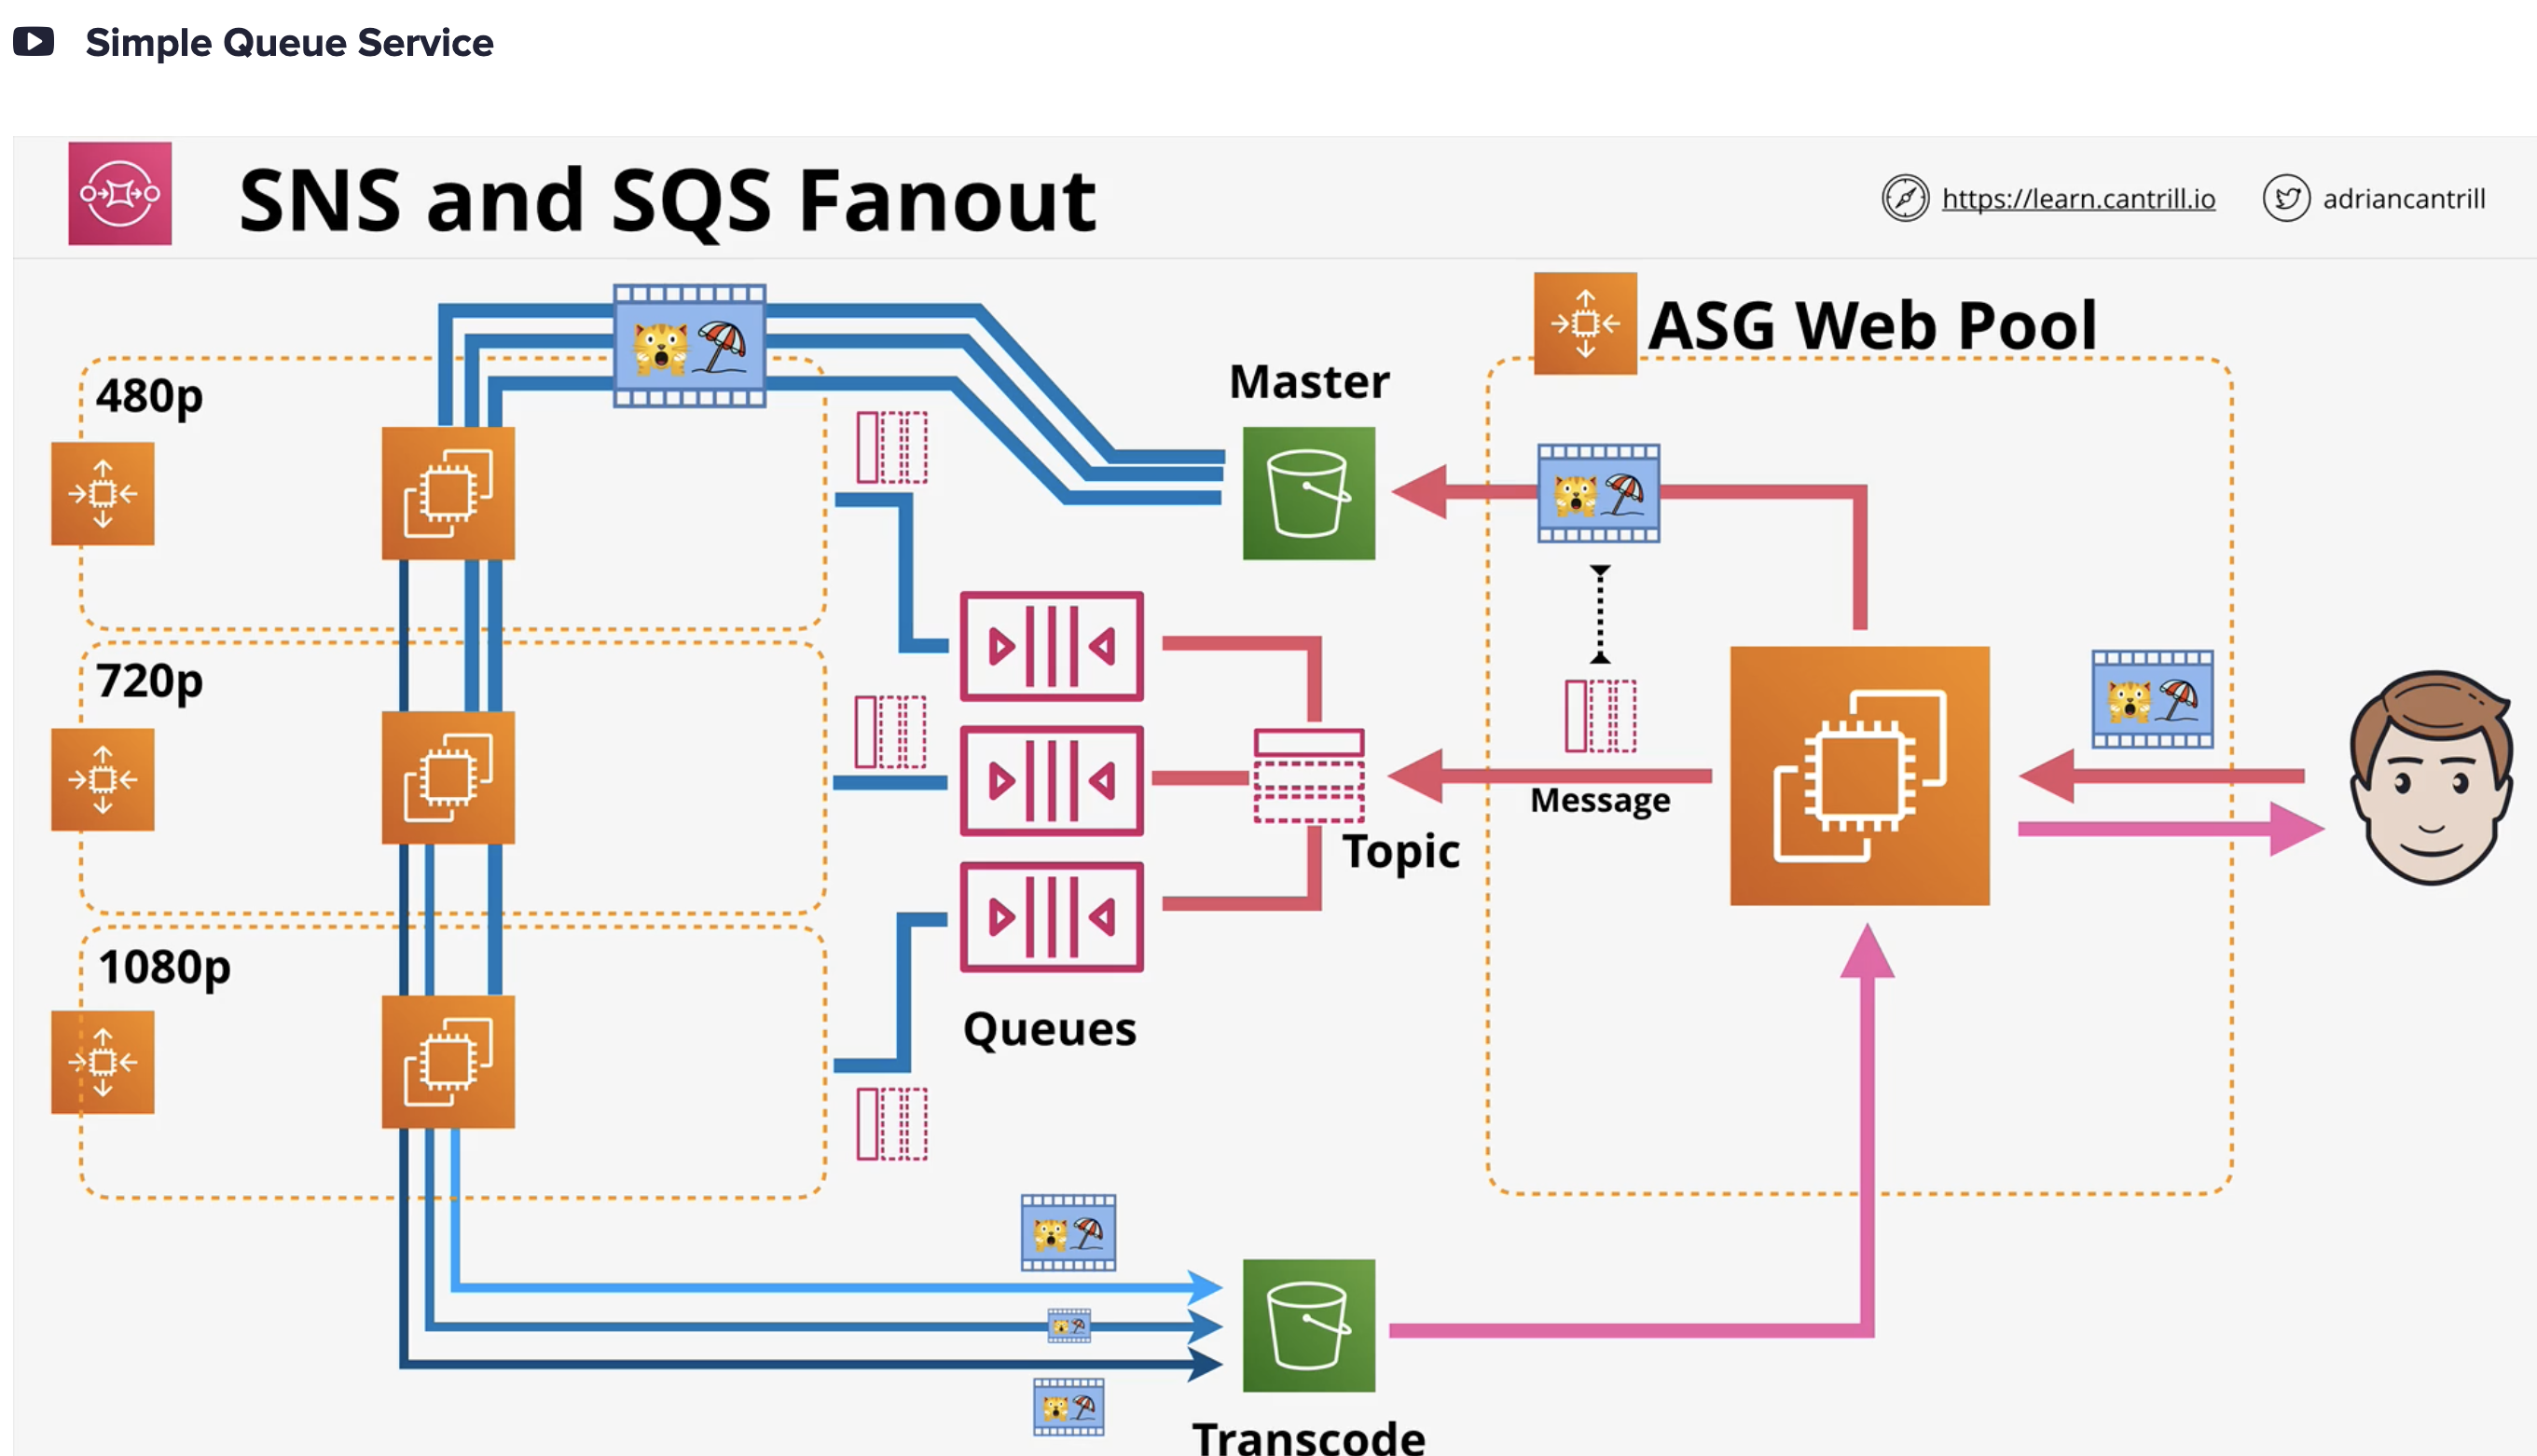 Simple Queue Service
SNS and SQS Fanout
https://learn.cantrill.io
adriancantrill
ASG Web Pool
480p
Master
720p
Message
Topic
1080p
Queues
Transcode